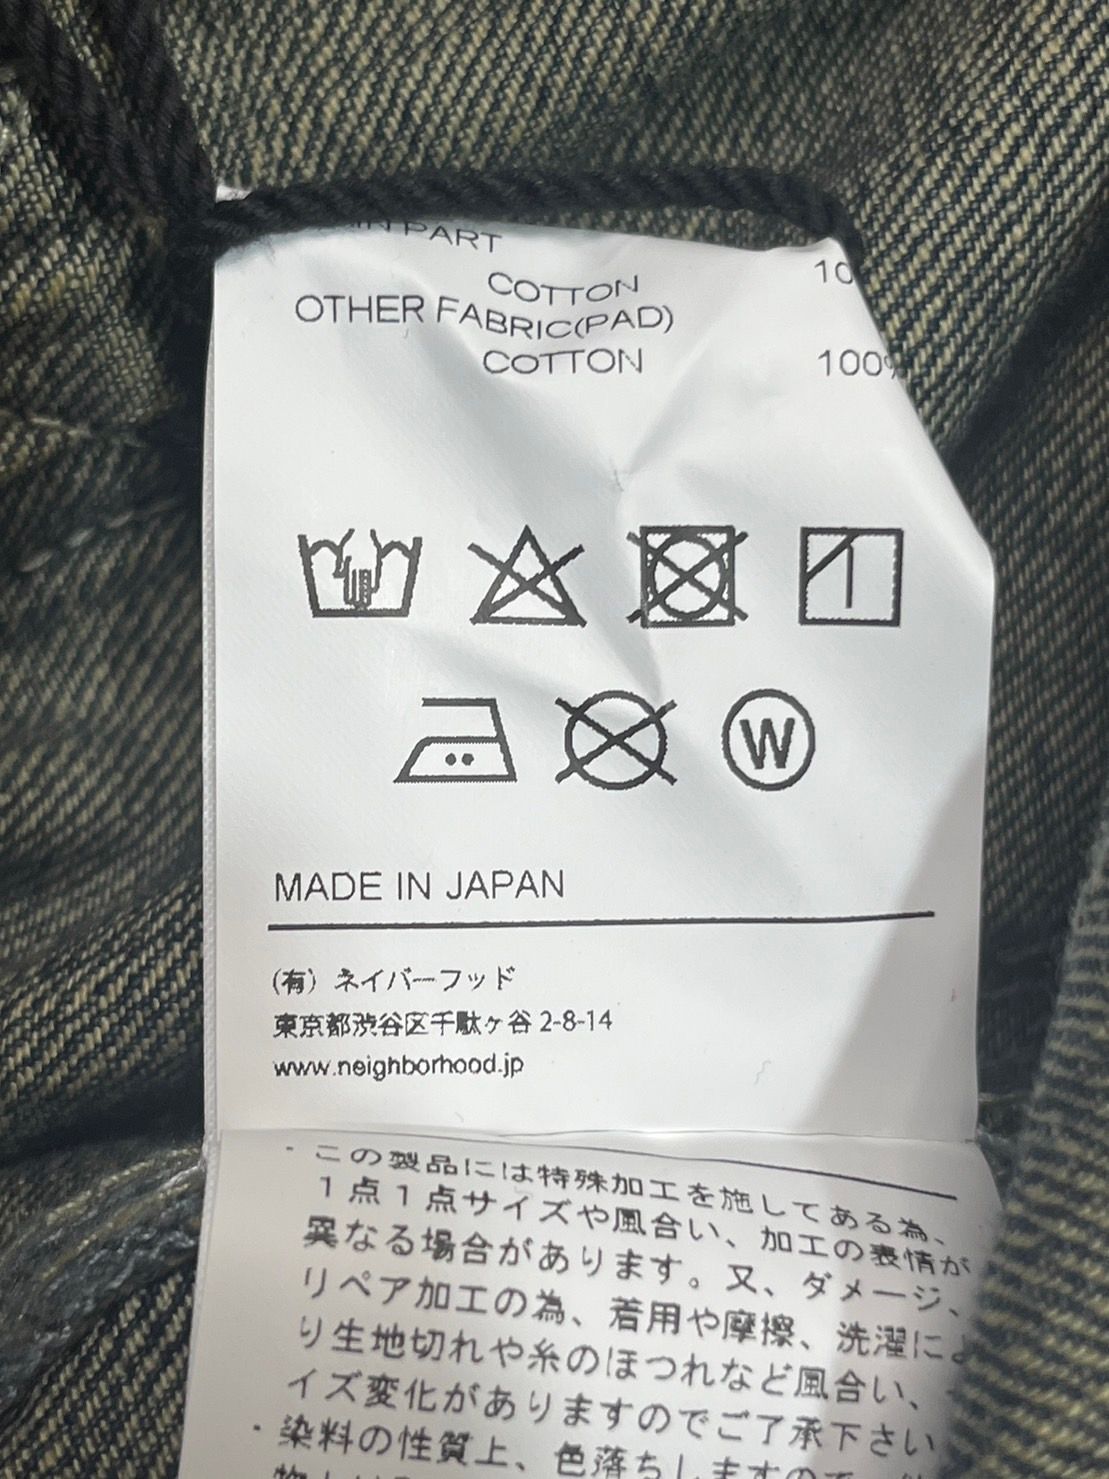 PART
COTTON 10
OTHER FABRIC(PAD)
COTTON 100%
W
MADE IN JAPAN
(有) ネイバーフッド
東京都渋谷区千駄ヶ谷 2-8-14
www.neighborhood.jp
・この製品には特殊加工を施してある為、
1点1点サイズや風合い、加工の表情が
異なる場合があります。又、ダメージ、
リペア加工の為、着用や摩擦、洗濯によ
り生地切れや糸のほつれなど風合い、
イズ変化がありますのでご了承下さい
・染料の性質上、色落ちしますので